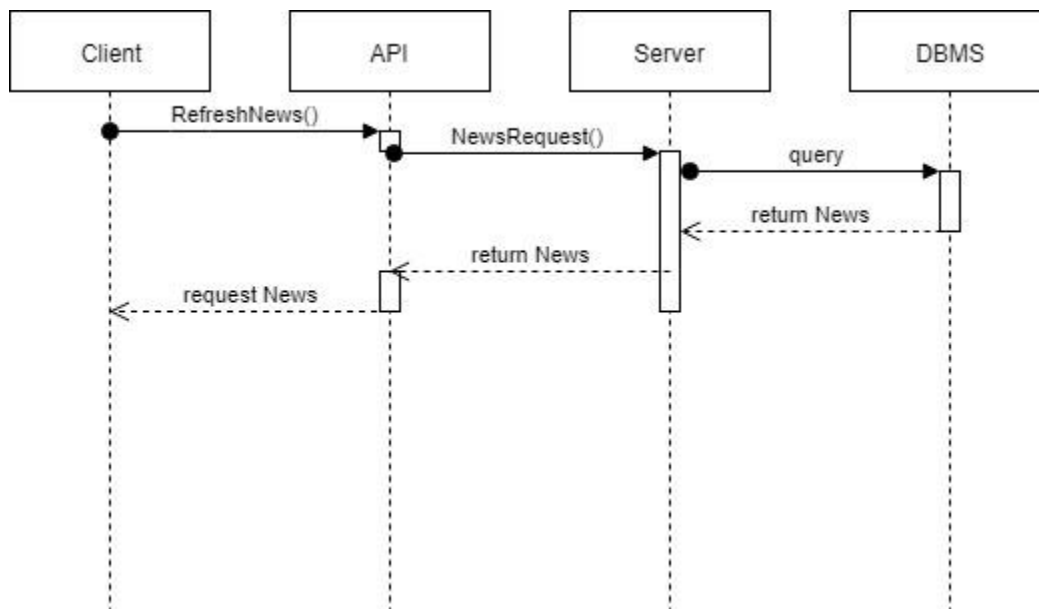 Client
API
Server
DBMS
RefreshNews()
NewsRequest()
query
return News
return News
request News